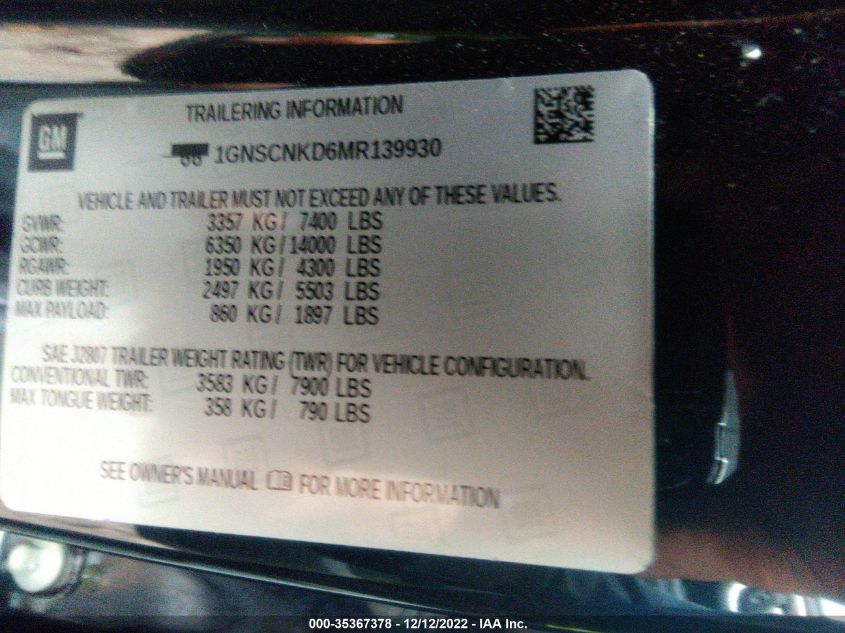 GM
TRAILERING INFORMATION
1GNSCNKD6MR139930
VEHICLE AND TRAILER MUST NOT EXCEED ANY OF THESE VALUES.
GVWR: 3357 KG / 7400 LBS
GCWR: 6350 KG / 14000 LBS
RGAWR: 1950 KG / 4300 LBS
CURB WEIGHT: 2497 KG / 5503 LBS
MAX PAYLOAD: 860 KG / 1897 LBS
SAE J2807 TRAILER WEIGHT RATING (TWR) FOR VEHICLE CONFIGURATION.
CONVENTIONAL TWR: 3583 KG / 7900 LBS
MAX TONGUE WEIGHT: 358 KG / 790 LBS
SEE OWNER'S MANUAL FOR MORE INFORMATION
000-35367378 - 12/12/2022 - IAA Inc.